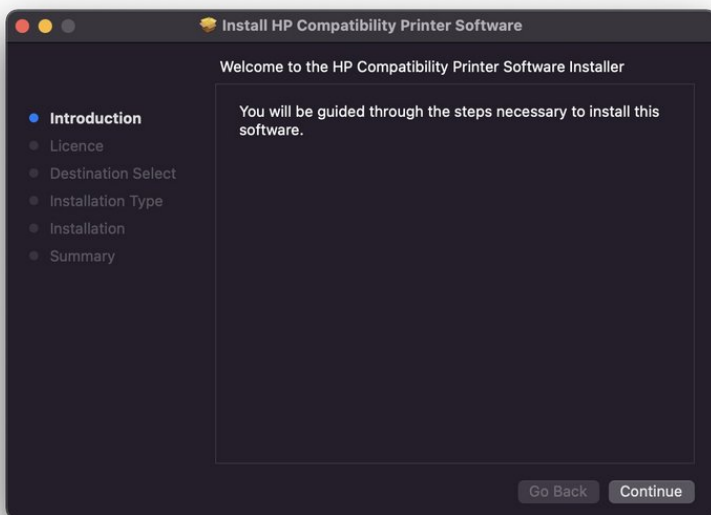 Install HP Compatibility Printer Software
Welcome to the HP Compatibility Printer Software Installer
Introduction
Licence
Destination Select
Installation Type
Installation
Summary
You will be guided through the steps necessary to install this
software.
Go Back
Continue